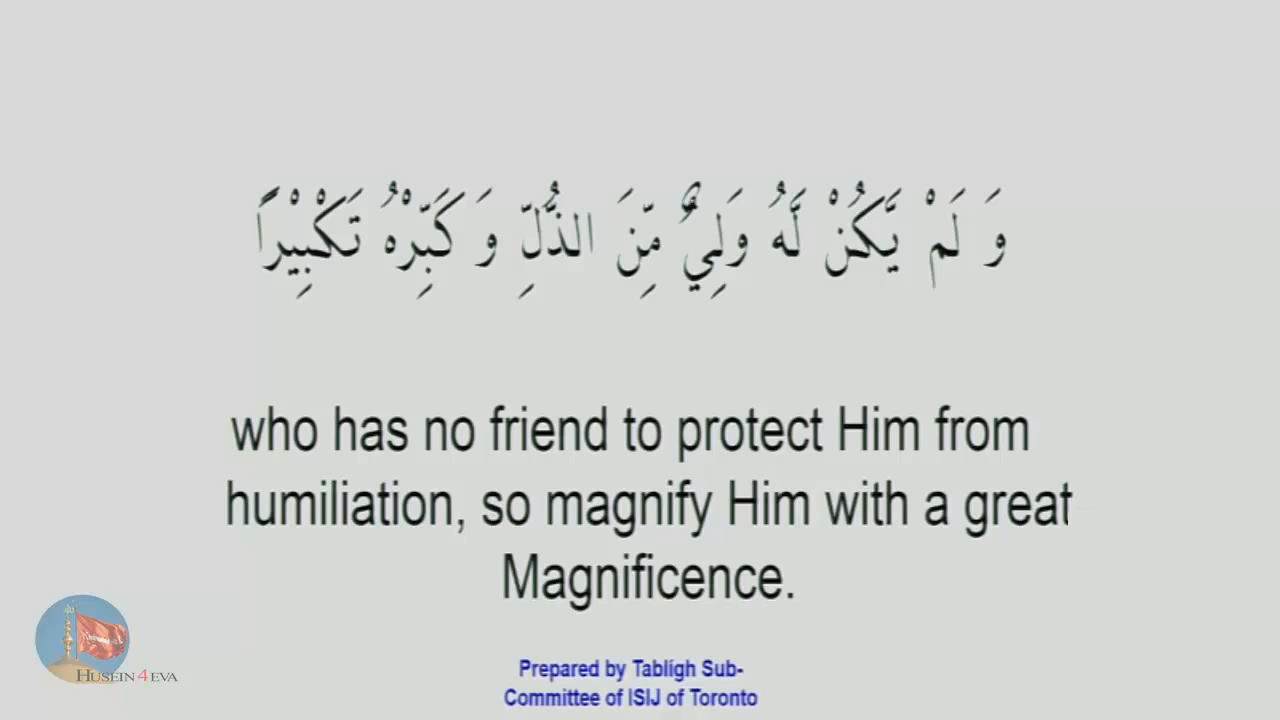 وَ لَمْ يَّكُنْ لَّهُ وَلِيٌّ مِّنَ الذُّلِّ وَ كَبِّرْهُ تَكْبِيْرًا
who has no friend to protect Him from
humiliation, so magnify Him with a great
Magnificence.
HUSEIN 4 EVA
Prepared by Tabligh Sub-
Committee of ISIJ of Toronto